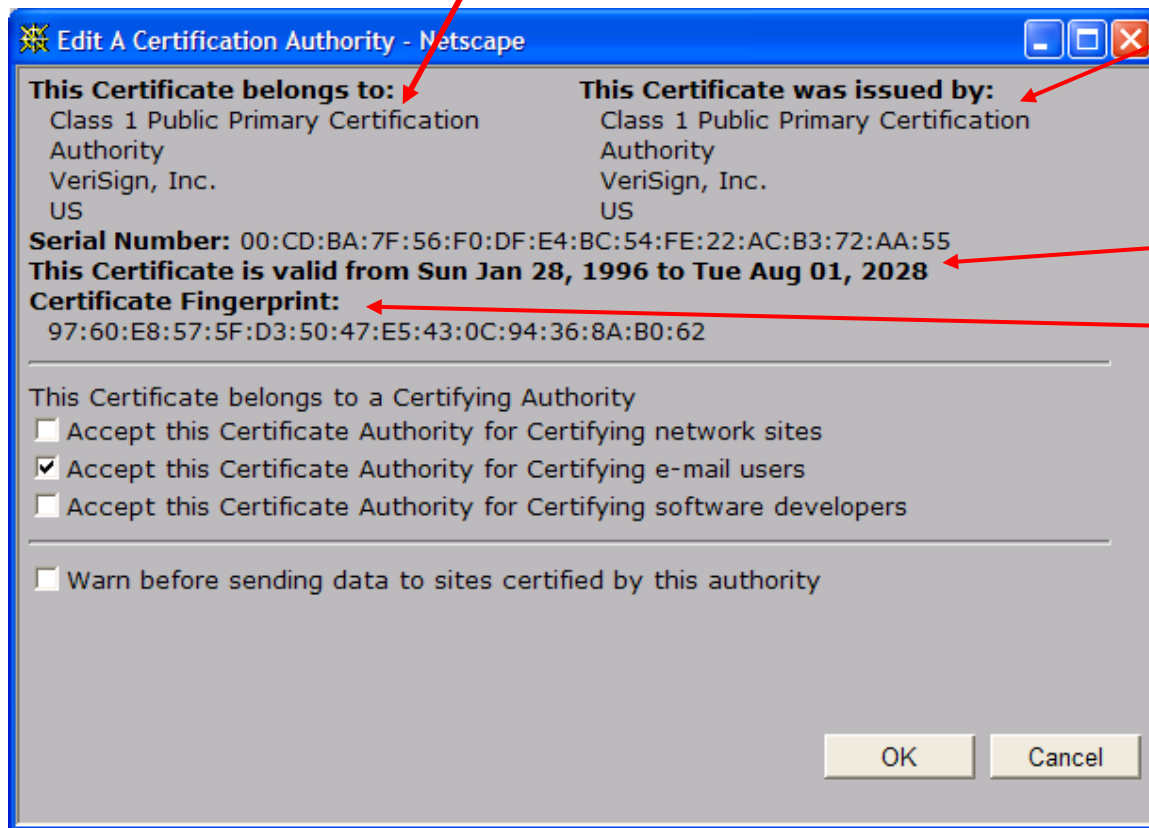 Edit A Certification Authority - Netscape
This Certificate belongs to:
Class 1 Public Primary Certification
Authority
VeriSign, Inc.
US
This Certificate was issued by:
Class 1 Public Primary Certification
Authority
VeriSign, Inc.
US
Serial Number: 00:CD:BA:7F:56:F0:DF:E4:BC:54:FE:22:AC:B3:72:AA:55
This Certificate is valid from Sun Jan 28, 1996 to Tue Aug 01, 2028
Certificate Fingerprint:
97:60:E8:57:5F:D3:50:47:E5:43:0C:94:36:8A:B0:62
This Certificate belongs to a Certifying Authority
Accept this Certificate Authority for Certifying network sites
Accept this Certificate Authority for Certifying e-mail users
Accept this Certificate Authority for Certifying software developers
Warn before sending data to sites certified by this authority
OK
Cancel